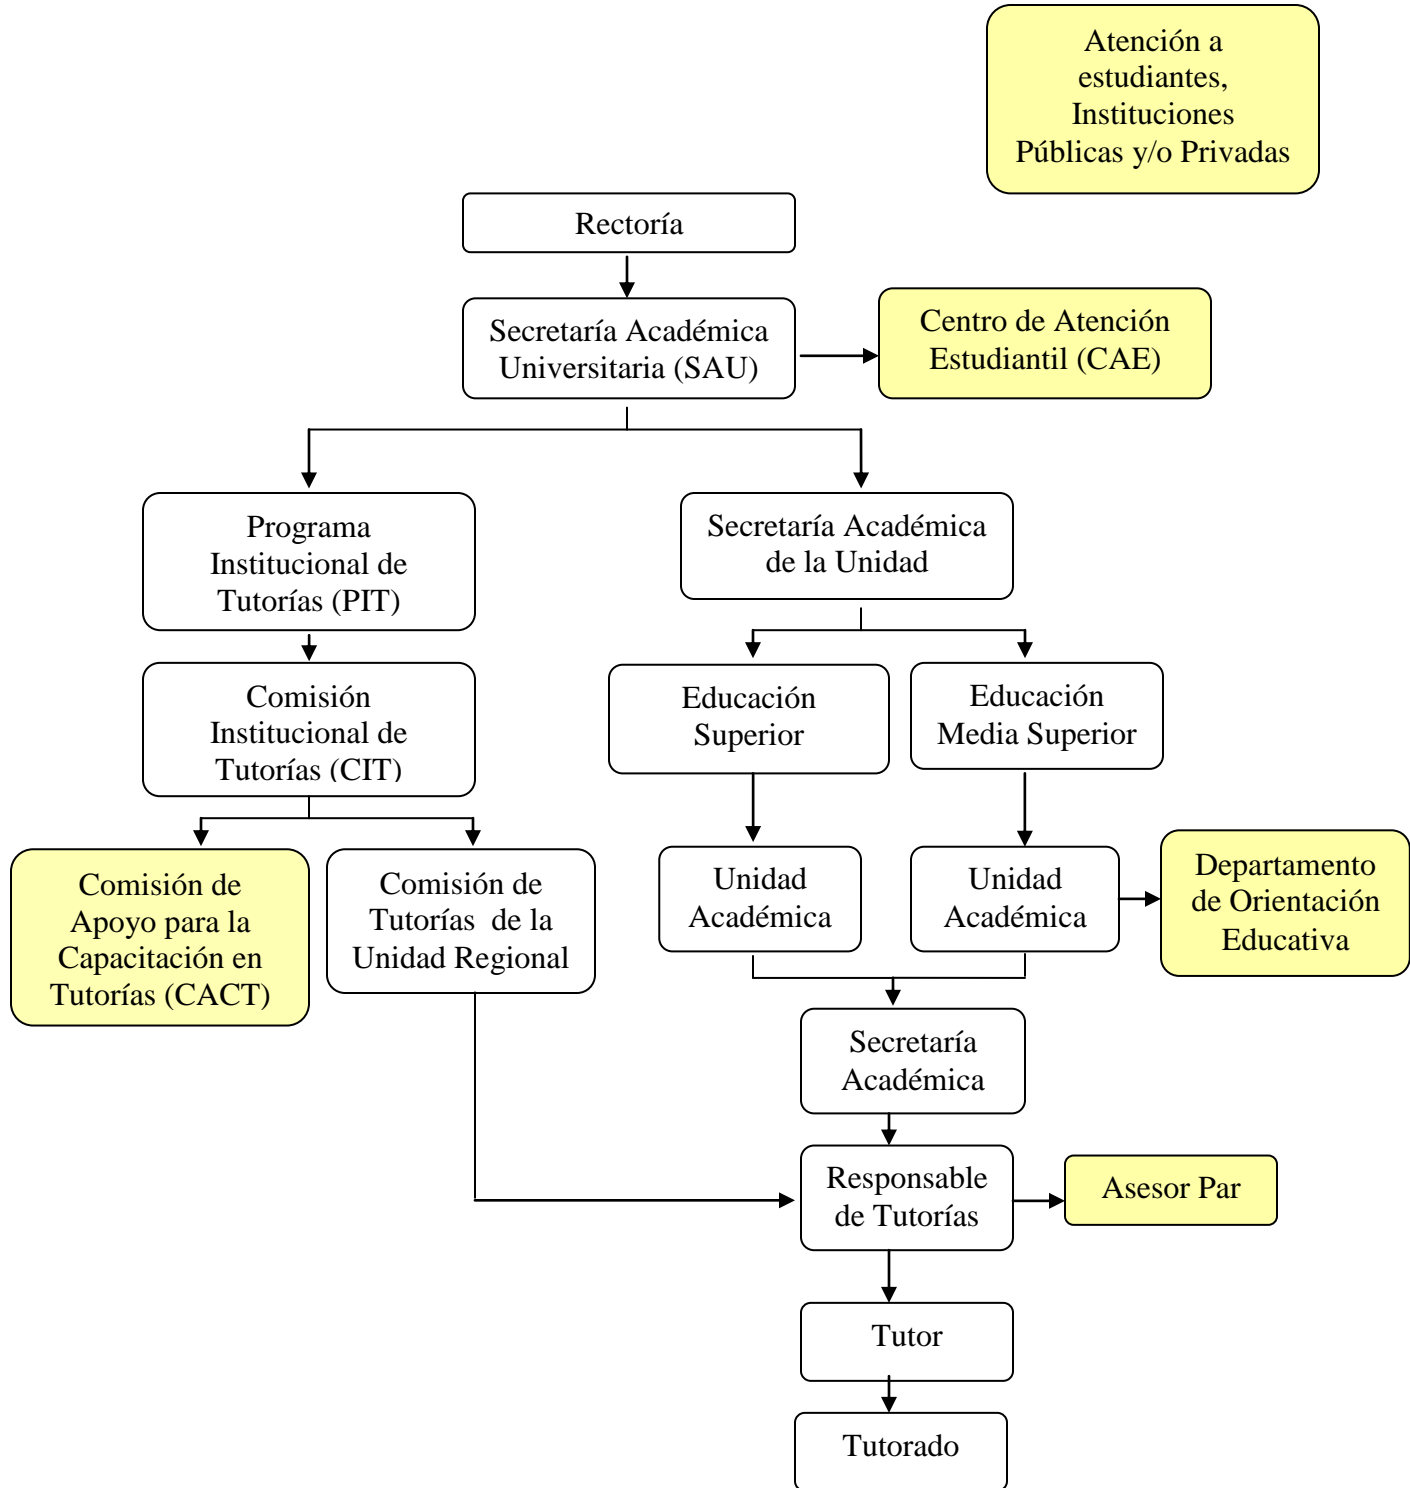 Atención a
estudiantes,
Instituciones
Públicas y/o Privadas
Rectoría
Secretaría Académica
Universitaria (SAU)
Centro de Atención
Estudiantil (CAE)
Programa
Institucional de
Tutorías (PIT)
Secretaría Académica
de la Unidad
Comisión
Institucional de
Tutorías (CIT)
Educación
Superior
Educación
Media Superior
Comisión de
Apoyo para la
Capacitación en
Tutorías (CACT)
Comisión de
Tutorías  de la
Unidad Regional
Unidad
Académica
Unidad
Académica
Departamento
de Orientación
Educativa
Secretaría
Académica
Responsable
de Tutorías
Asesor Par
Tutor
Tutorado